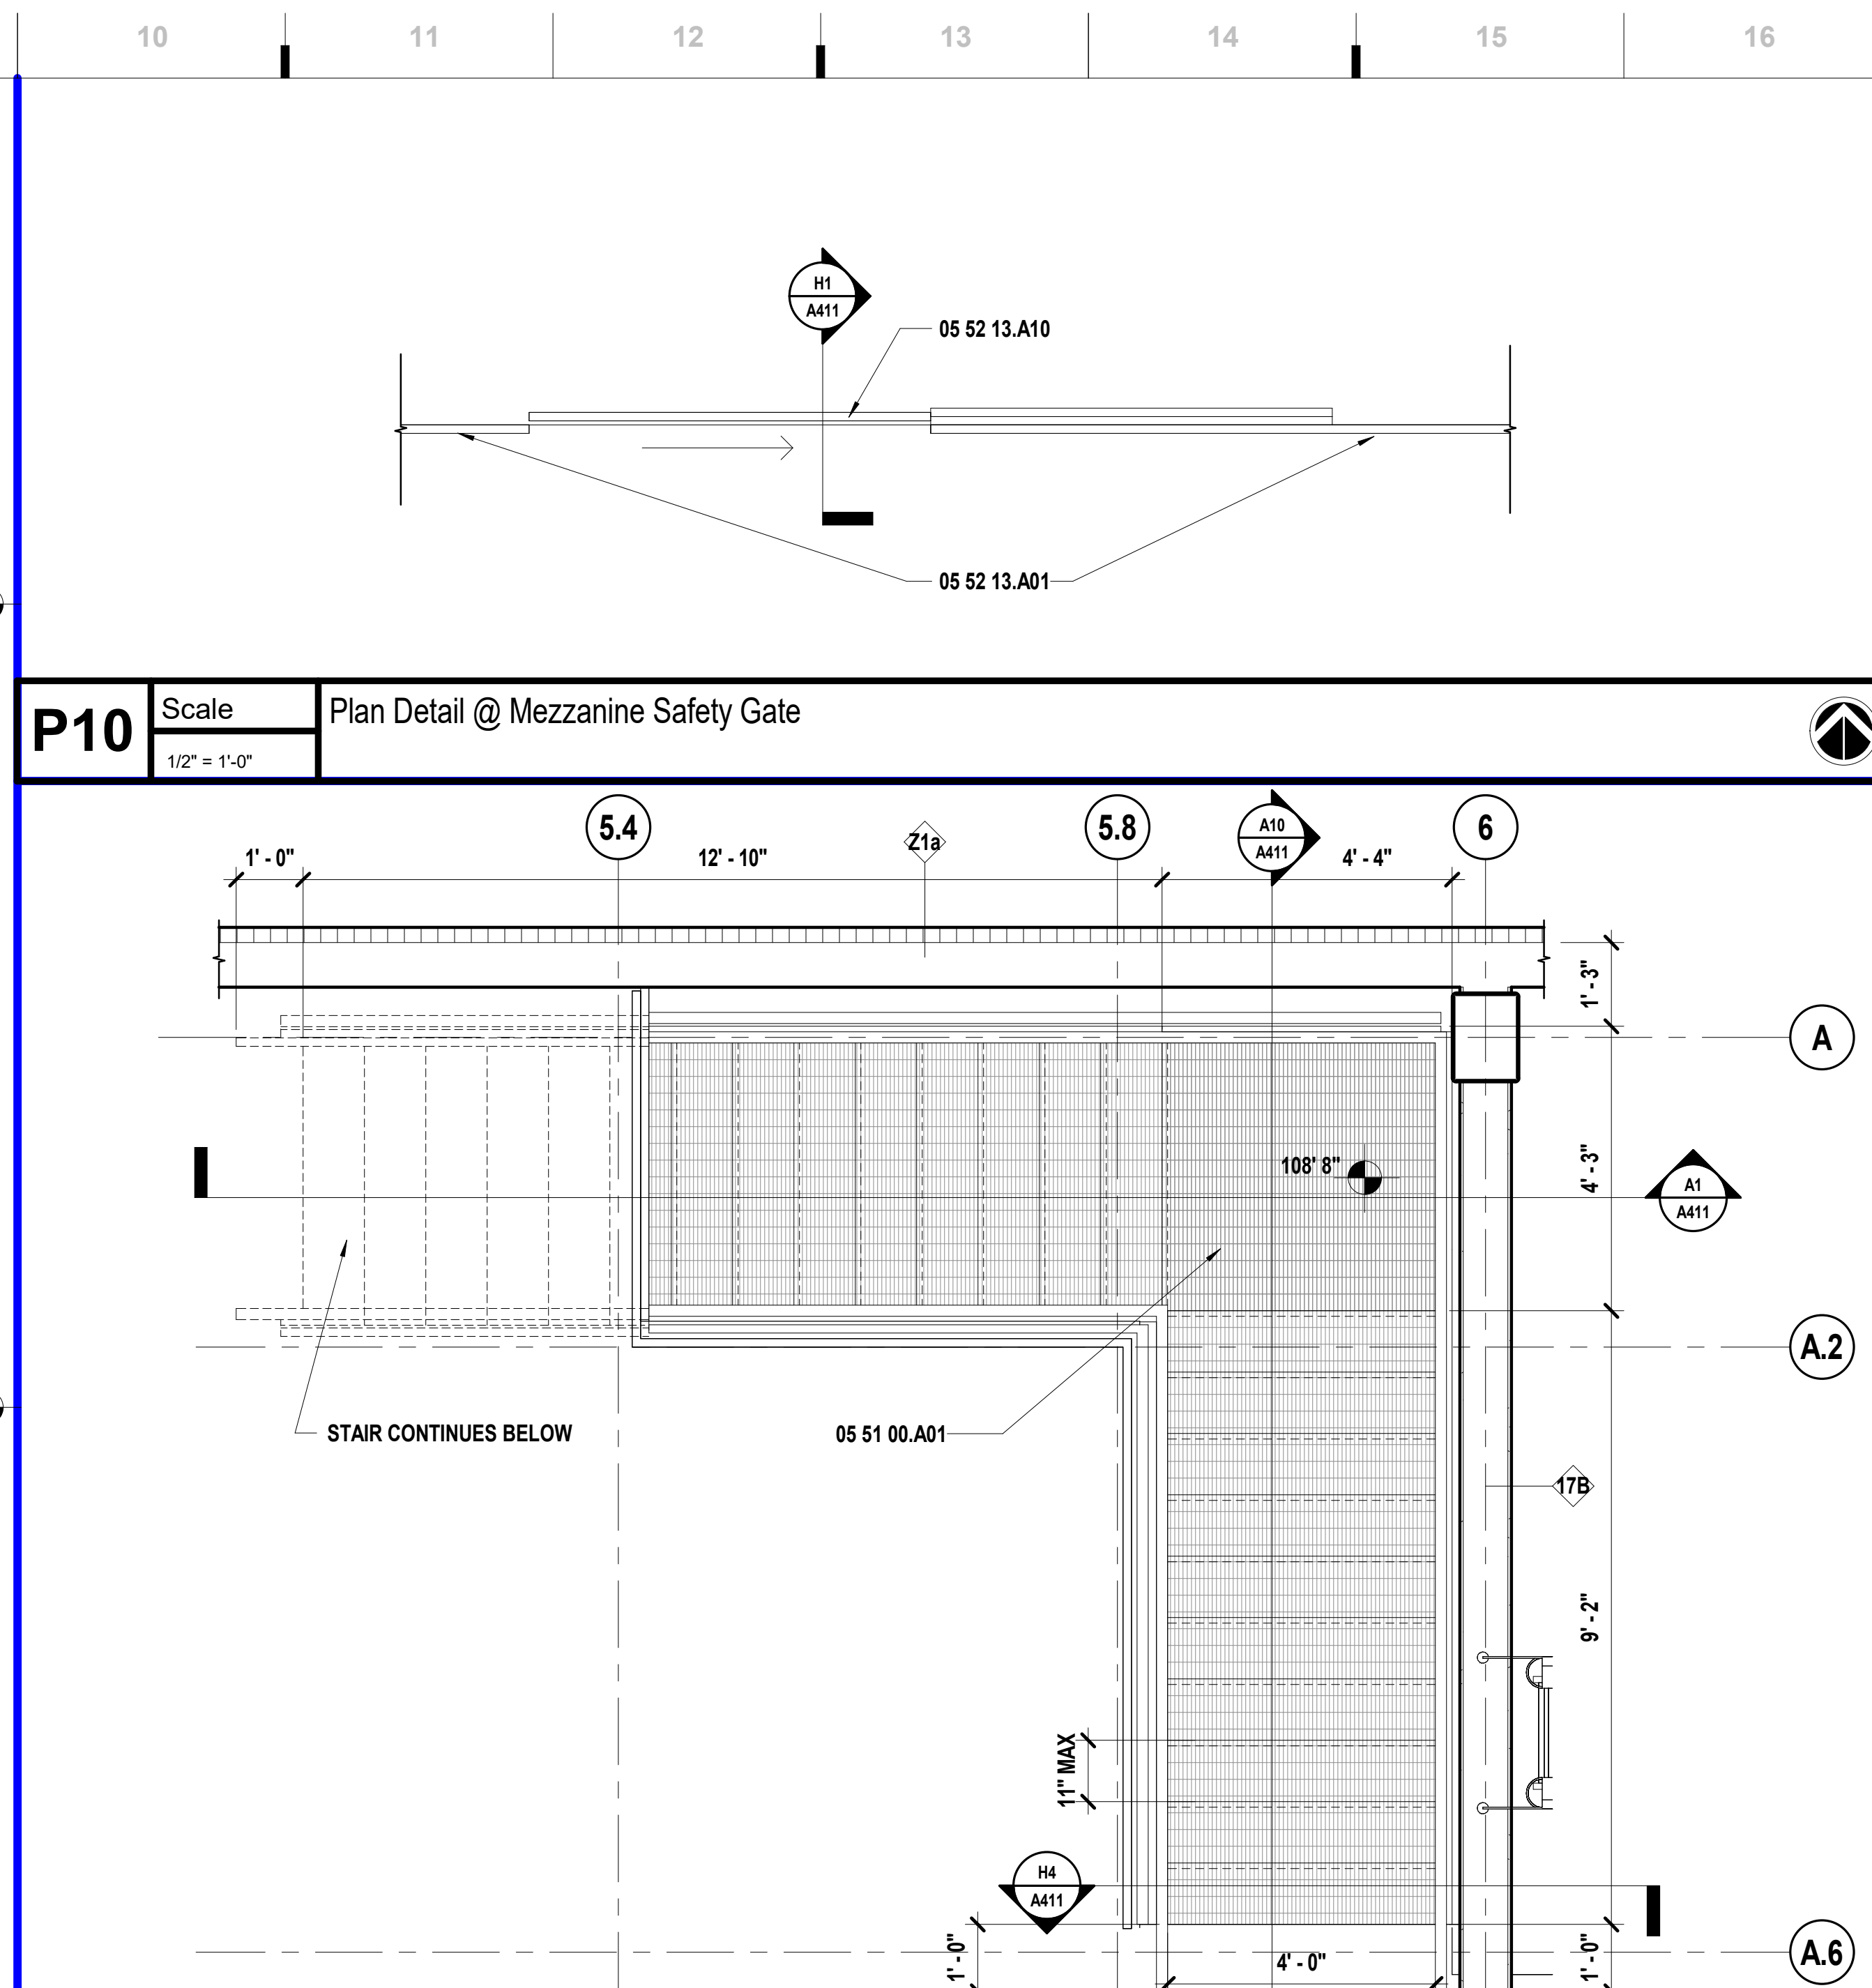 10 11 12 13 14 15 16
H1
A411
05 52 13.A10
05 52 13.A01
P10
Scale
1/2" = 1'-0"
Plan Detail @ Mezzanine Safety Gate
5.4
5.8
6
Z1a
A10
A411
1' - 0"
12' - 10"
4' - 4"
1' - 3"
A
108' 8"
4' - 3"
A1
A411
A.2
STAIR CONTINUES BELOW
05 51 00.A01
17B
9' - 2"
11" MAX
H4
A411
1' - 0"
4' - 0"
1' - 0"
A.6